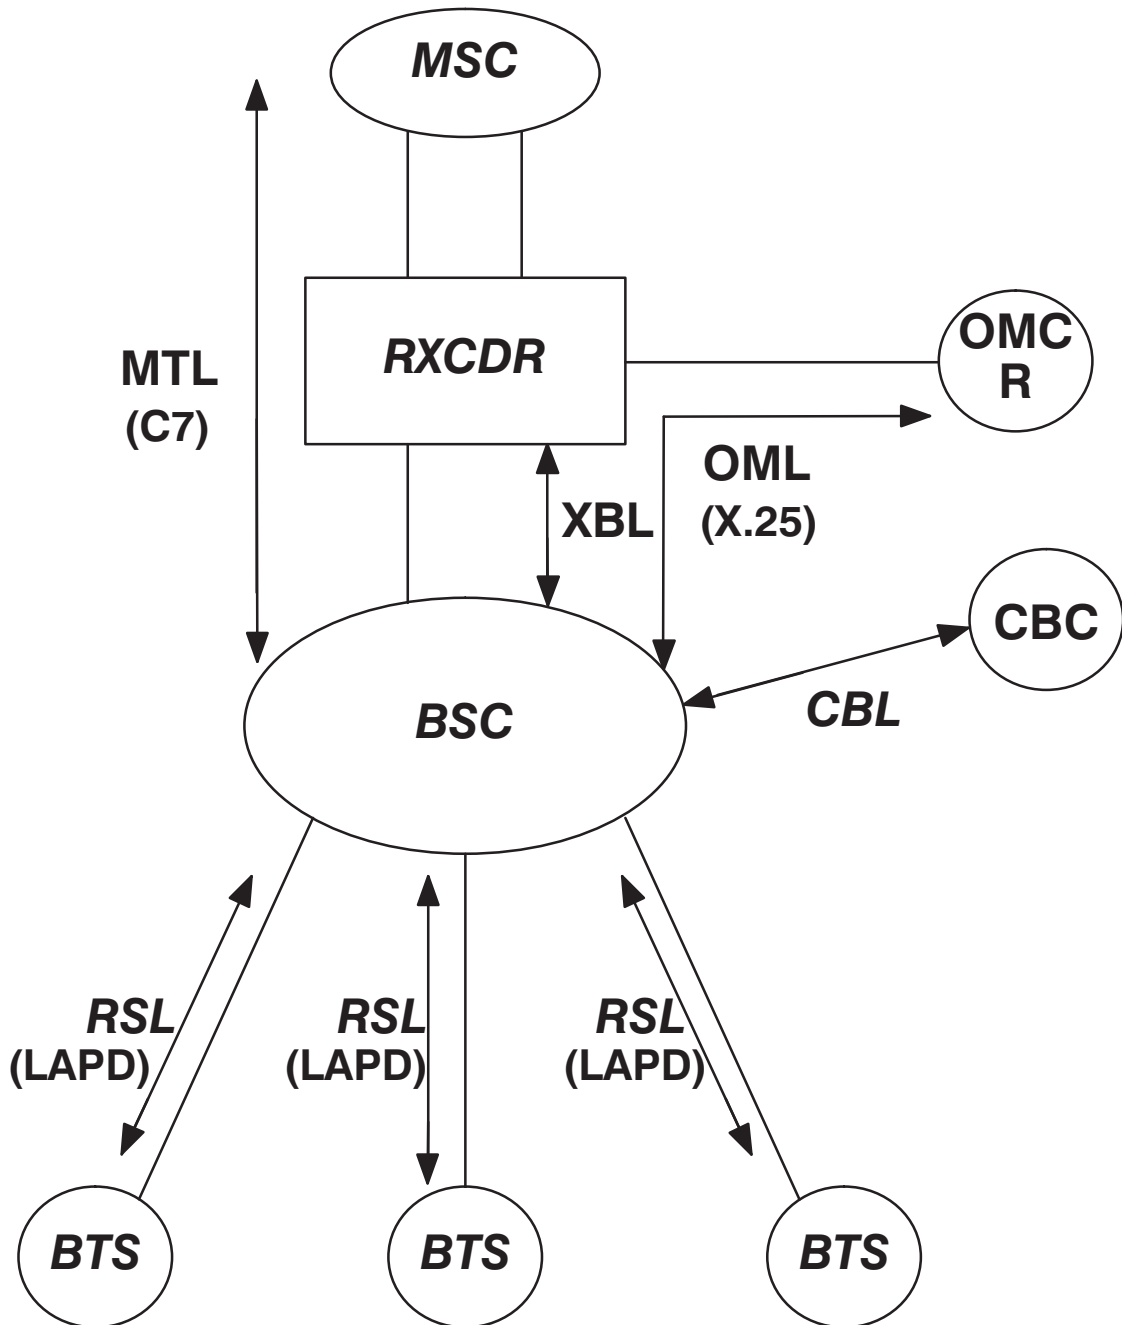 MSC
RXCDR
OMC
R
MTL
(C7)
OML
(X.25)
XBL
CBC
CBL
BSC
RSL
(LAPD)
RSL
(LAPD)
RSL
(LAPD)
BTS
BTS
BTS